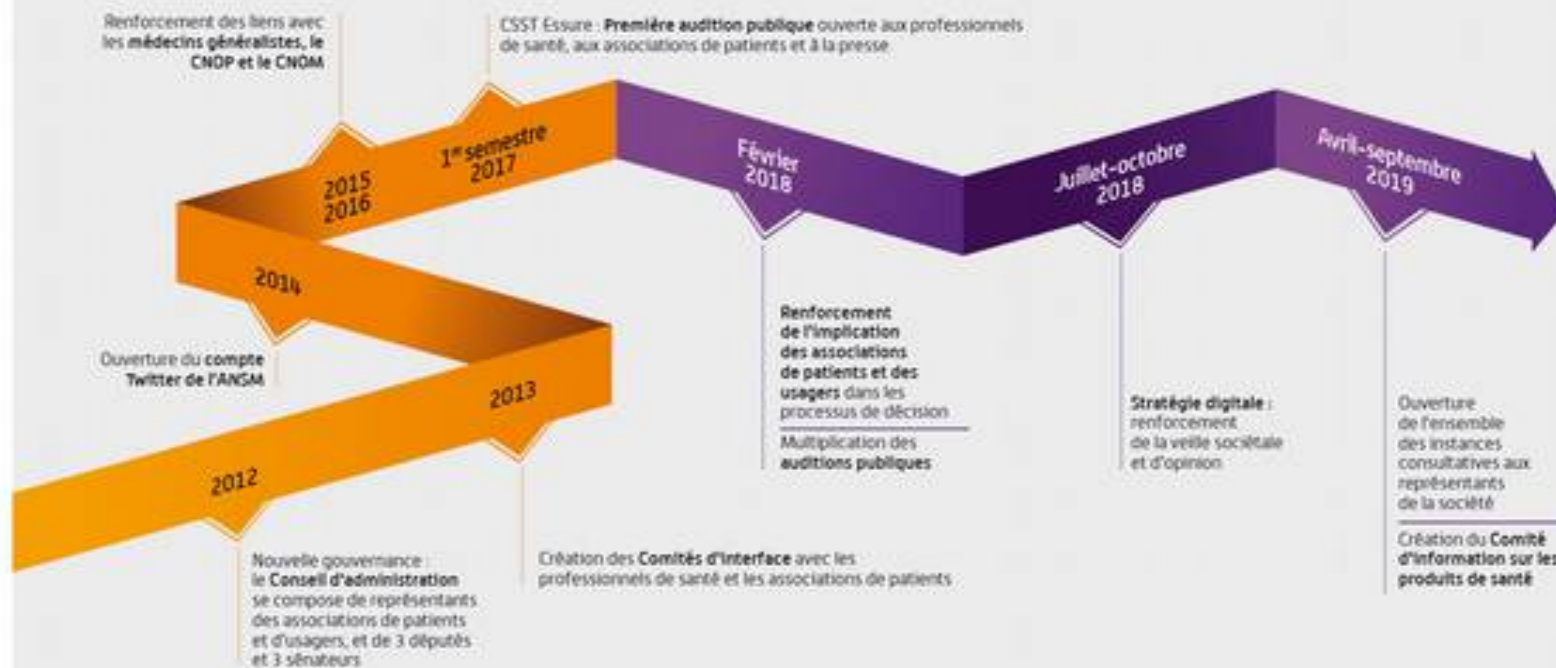 Renforcement des liens avec
les médecins généralistes, le
CNOP et le CNOM
CSST Essure : Première audition publique ouverte aux professionnels
de santé, aux associations de patients et à la presse
2015
2016
1er semestre
2017
Février
2018
Juillet-octobre
2018
Avril-septembre
2019
2014
Ouverture du compte
Twitter de l'ANSM
2013
2012
Renforcement
de l'implication
des associations
de patients et des
usagers dans les
processus de décision
Multiplication des
auditions publiques
Stratégie digitale :
renforcement
de la veille sociétale
et d'opinion
Ouverture
de l'ensemble
des instances
consultatives aux
représentants
de la société
Création du Comité
d'information sur les
produits de santé
Nouvelle gouvernance :
le Conseil d'administration
se compose de représentants
des associations de patients
et d'usagers, et de 3 députés
et 3 sénateurs
Création des Comités d'interface avec les
professionnels de santé et les associations de patients